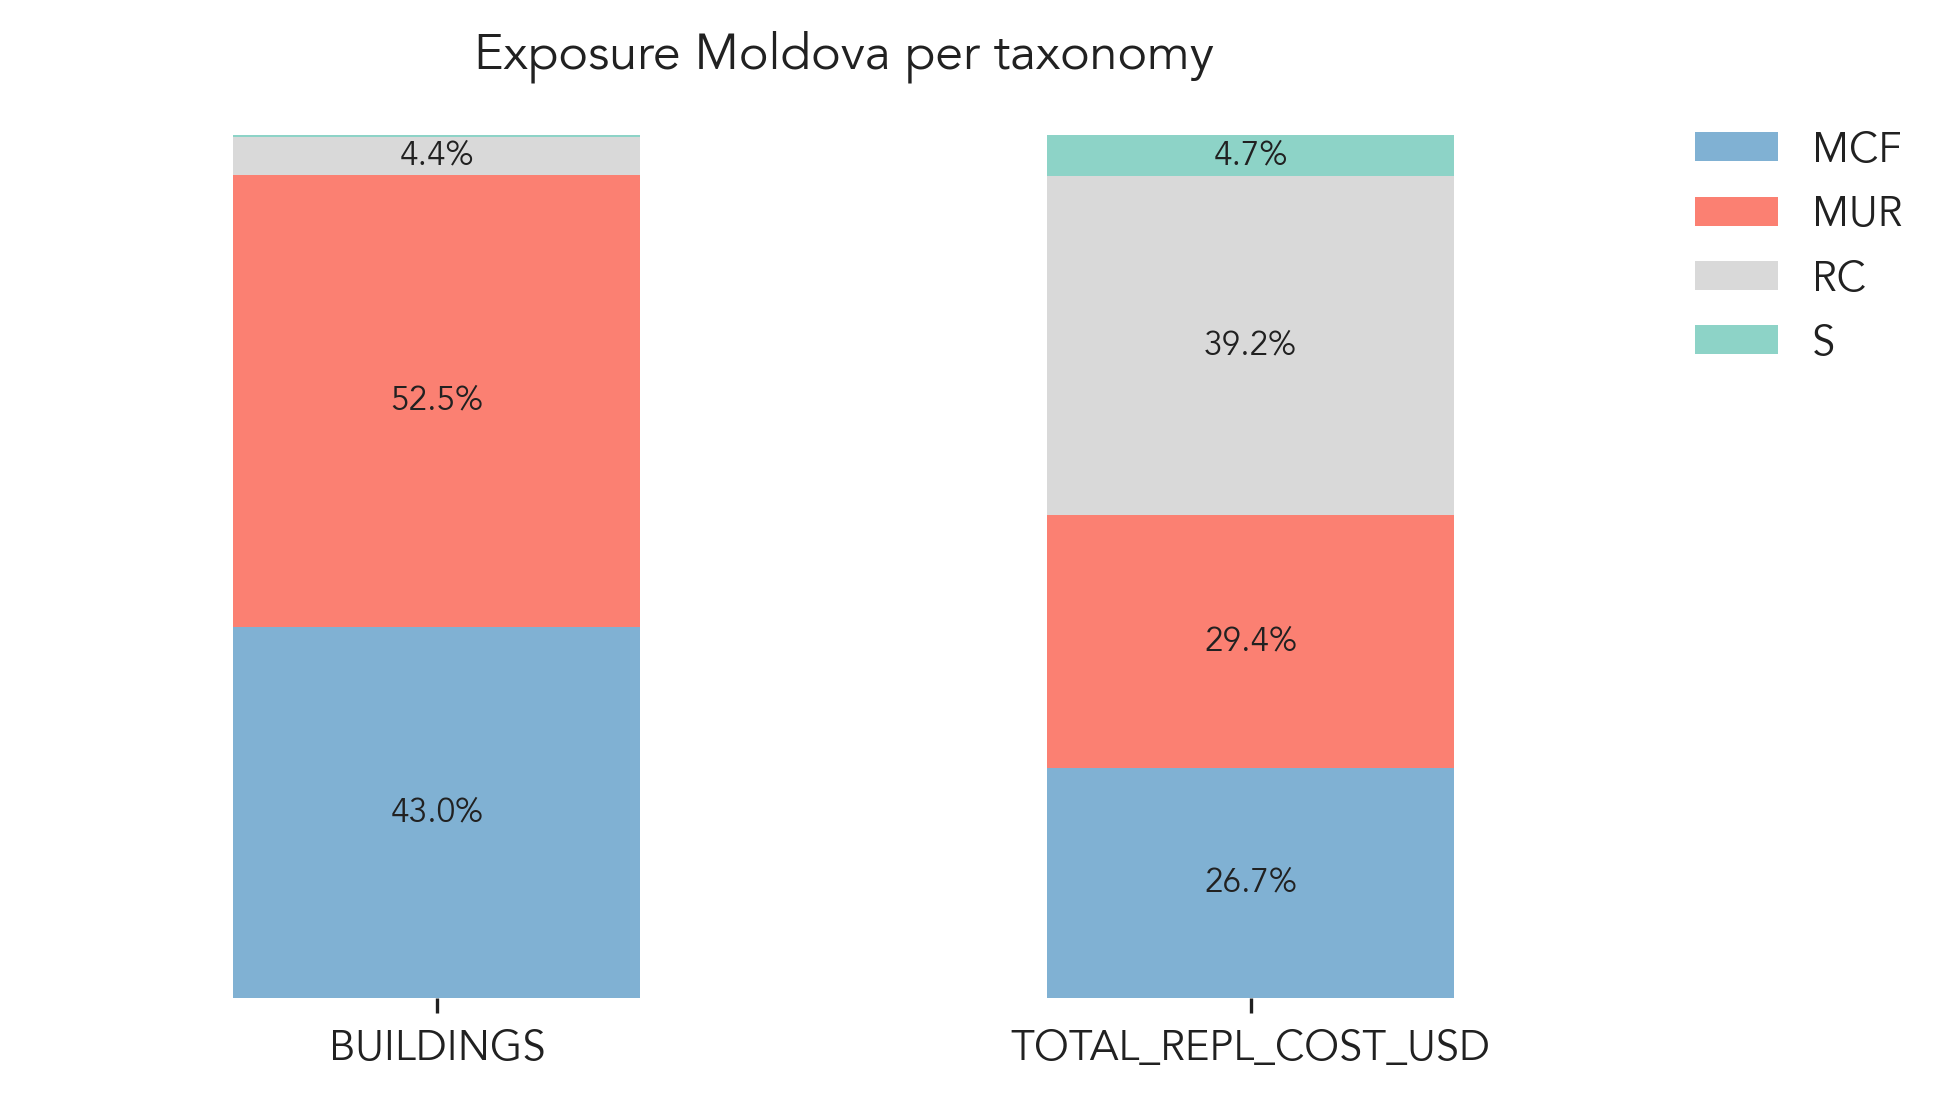 Exposure Moldova per taxonomy
4.4%
52.5%
43.0%
BUILDINGS
4.7%
39.2%
29.4%
26.7%
TOTAL_REPL_COST_USD
MCF
MUR
RC
S